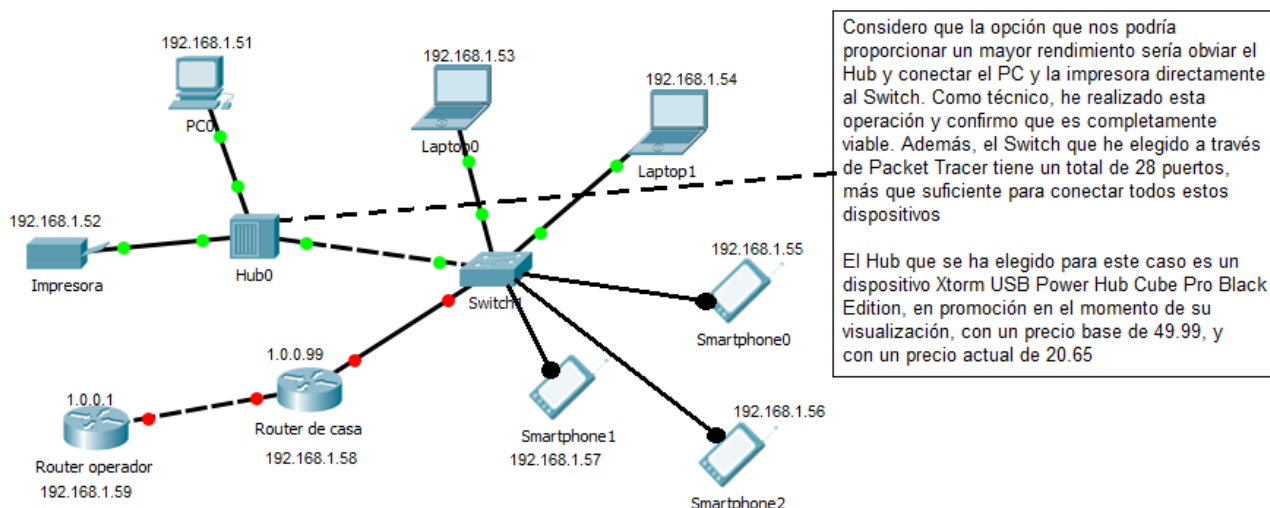 192.168.1.51
PC0
192.168.1.53
Laptop0
192.168.1.54
Laptop1
192.168.1.52
Impresora
Hub0
Switch1
192.168.1.55
Smartphone0
1.0.0.99
Router de casa
192.168.1.58
1.0.0.1
Router operador
192.168.1.59
Smartphone1
192.168.1.57
192.168.1.56
Smartphone2
Considero que la opción que nos podría
proporcionar un mayor rendimiento sería obviar el
Hub y conectar el PC y la impresora directamente
al Switch. Como técnico, he realizado esta
operación y confirmo que es completamente
viable. Además, el Switch que he elegido a través
de Packet Tracer tiene un total de 28 puertos,
más que suficiente para conectar todos estos
dispositivos
El Hub que se ha elegido para este caso es un
dispositivo Xtorm USB Power Hub Cube Pro Black
Edition, en promoción en el momento de su
visualización, con un precio base de 49.99, y
con un precio actual de 20.65